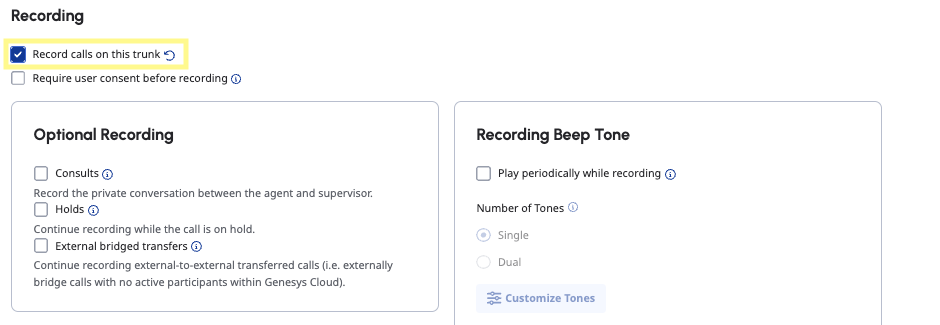 Recording
Record calls on this trunk
Require user consent before recording
Optional Recording
Consults
Record the private conversation between the agent and supervisor.
Holds
Continue recording while the call is on hold.
External bridged transfers
Continue recording external-to-external transferred calls (i.e. externally
bridge calls with no active participants within Genesys Cloud).
Recording Beep Tone
Play periodically while recording
Number of Tones
Single
Dual
Customize Tones